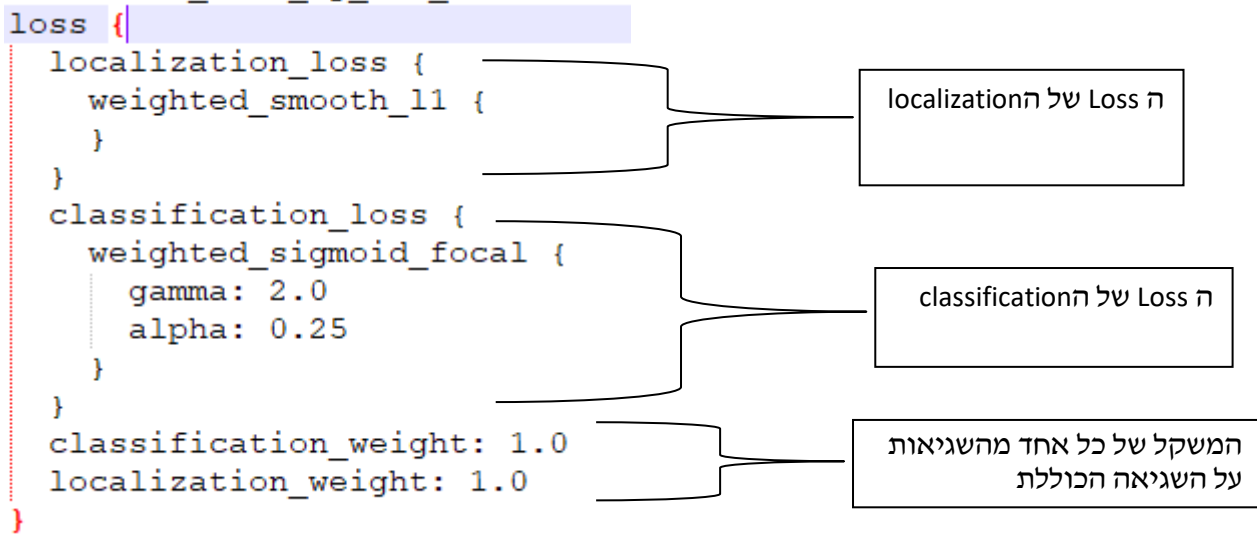 loss {
localization_loss {
weighted_smooth_l1 {
}
}
classification_loss {
weighted_sigmoid_focal {
gamma: 2.0
alpha: 0.25
}
}
classification_weight: 1.0
localization_weight: 1.0
}
ה Loss של הlocalization
ה Loss של הclassification
המשקל של כל אחד מהשגיאות
על השגיאה הכוללת